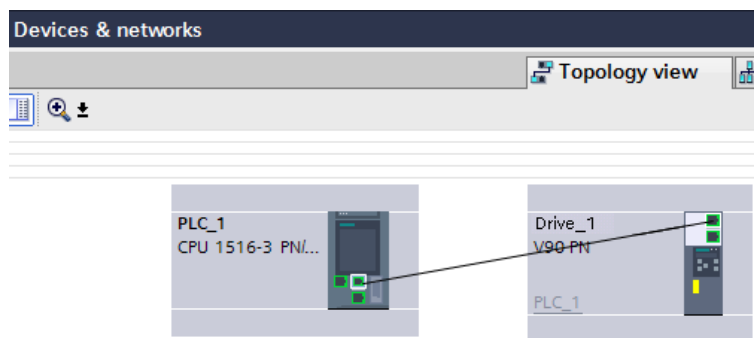 Devices & networks
Topology view
PLC_1
CPU 1516-3 PN/...
Drive_1
V90 PN
PLC_1